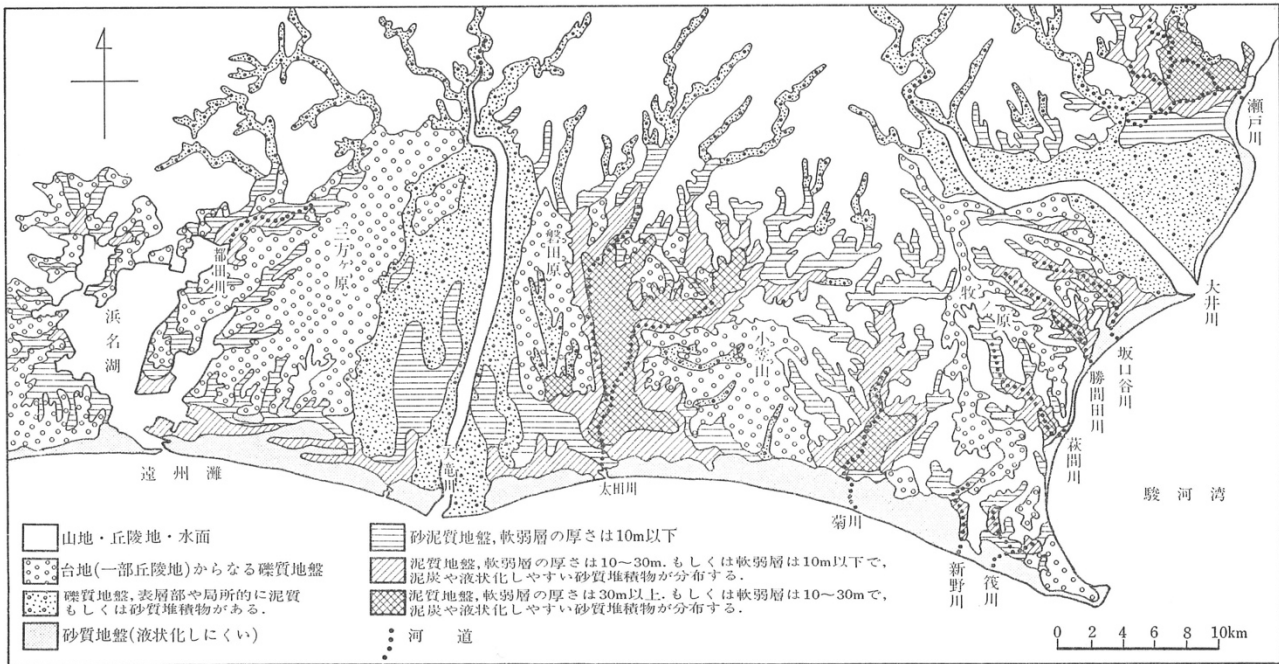 瀬戸川
都田川
三方ヶ原
磐田原
浜名湖
小笠山
牧ノ原
大井川
坂口谷川
勝間田川
萩間川
遠州灘
天竜川
太田川
菊川
新野川
筬川
駿河湾
山地・丘陵地・水面
台地(一部丘陵地)からなる礫質地盤
礫質地盤,表層部や局所的に泥質
もしくは砂質堆積物がある.
砂質地盤(液状化しにくい)
砂泥質地盤,軟弱層の厚さは10m以下
泥質地盤,軟弱層の厚さは10～30m.もしくは軟弱層は10m以下で,
泥炭や液状化しやすい砂質堆積物が分布する.
泥質地盤,軟弱層の厚さは30m以上.もしくは軟弱層は10～30mで,
泥炭や液状化しやすい砂質堆積物が分布する.
河道
0 2 4 6 8 10km